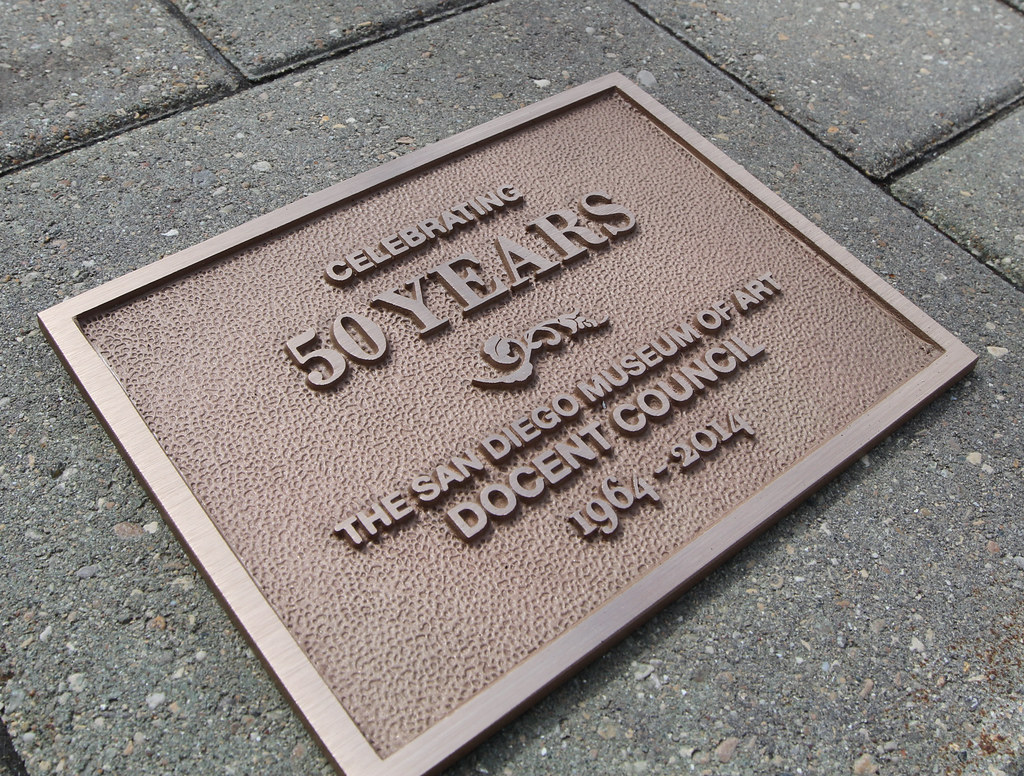 CELEBRATING
50 YEARS
THE SAN DIEGO MUSEUM OF ART
DOCENT COUNCIL
1964 - 2014